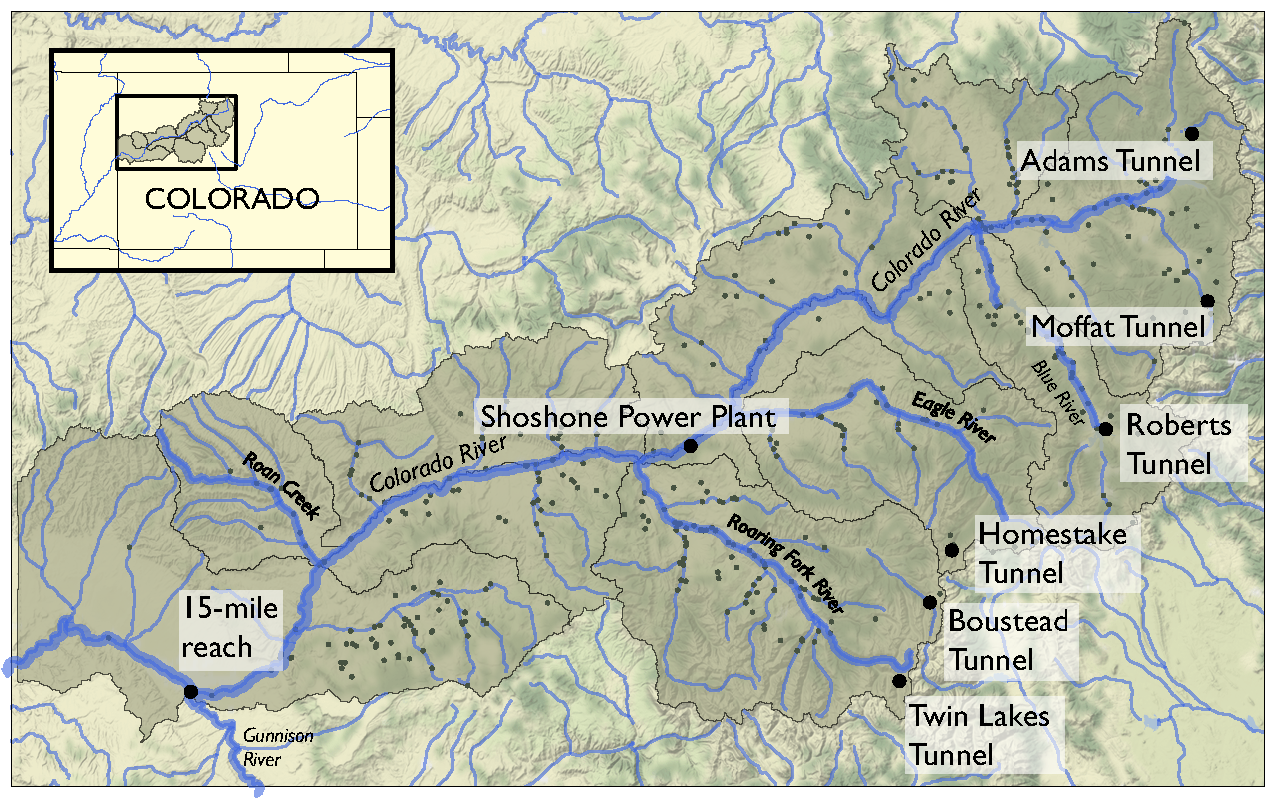 COLORADO
Adams Tunnel
Colorado River
Moffat Tunnel
Blue River
Shoshone Power Plant
Eagle River
Roberts
Tunnel
Colorado River
Roan Creek
Roaring Fork River
Homestake
Tunnel
15-mile
reach
Boustead
Tunnel
Twin Lakes
Tunnel
Gunnison
River